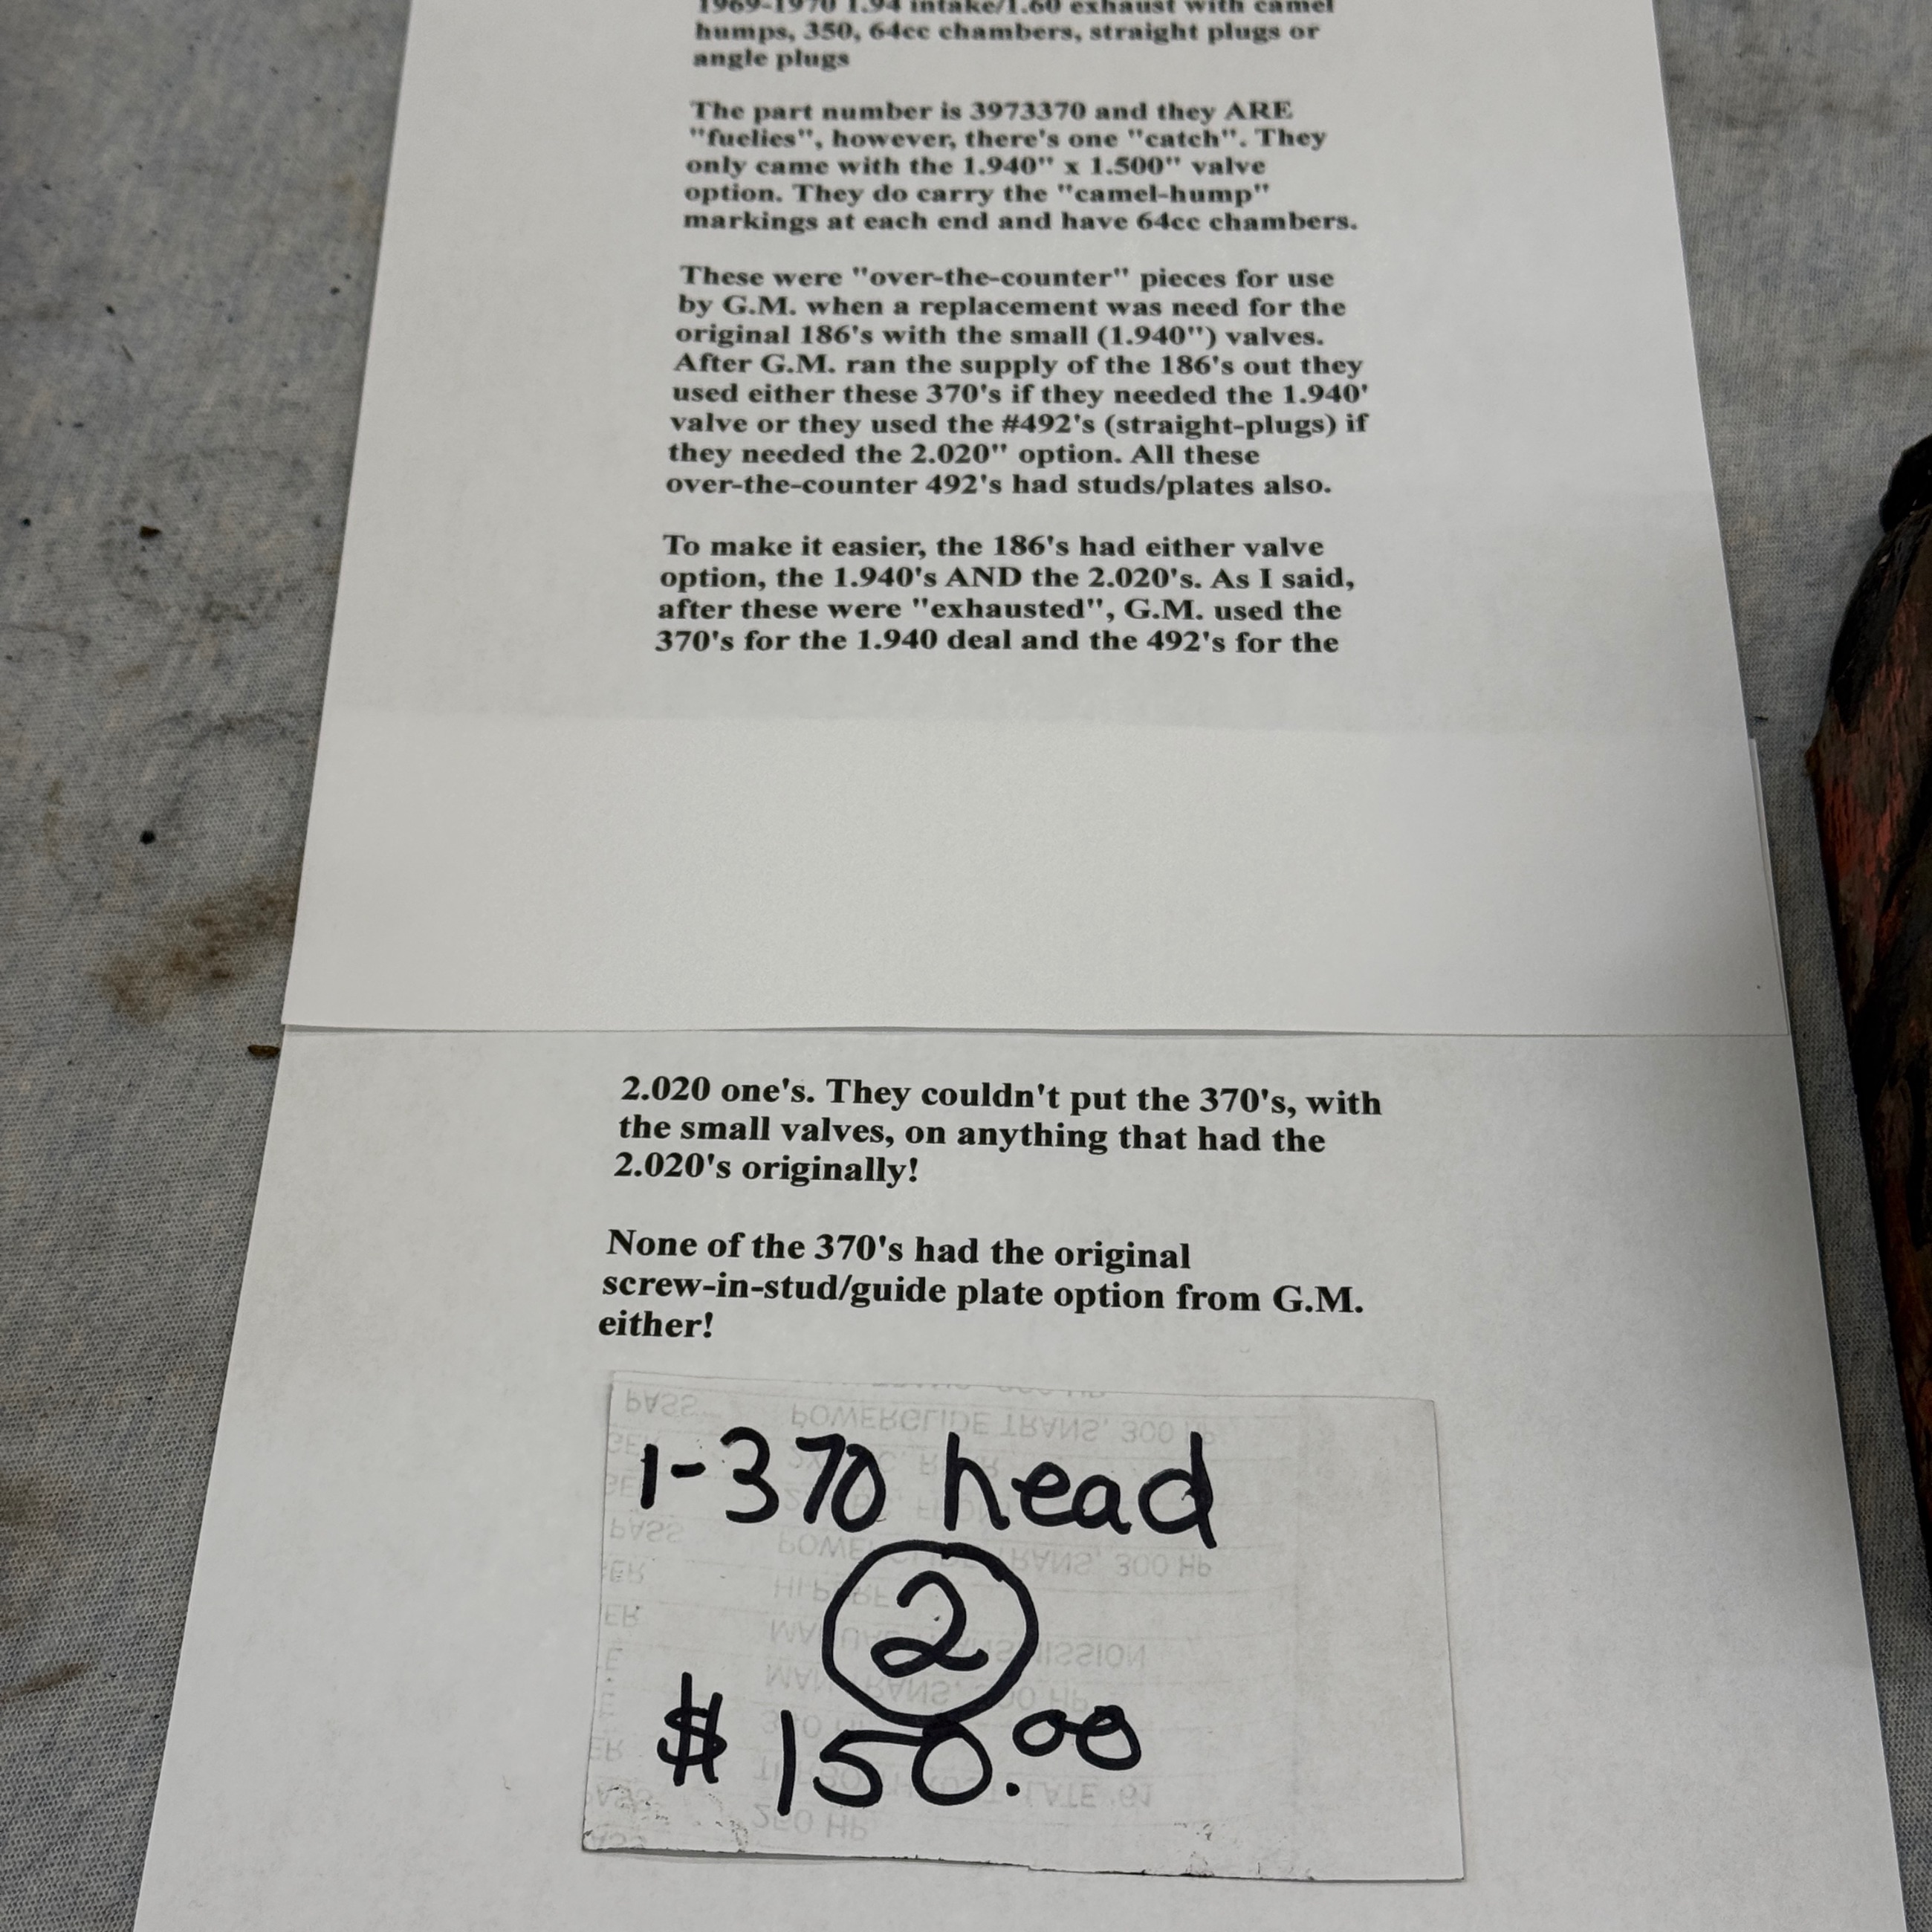 1969-1970 1.94 intake/1.60 exhaust with camel
humps, 350, 64cc chambers, straight plugs or
angle plugs
The part number is 3973370 and they ARE
"fuelies", however, there's one "catch". They
only came with the 1.940" x 1.500" valve
option. They do carry the "camel-hump"
markings at each end and have 64cc chambers.
These were "over-the-counter" pieces for use
by G.M. when a replacement was need for the
original 186's with the small (1.940") valves.
After G.M. ran the supply of the 186's out they
used either these 370's if they needed the 1.940'
valve or they used the #492's (straight-plugs) if
they needed the 2.020" option. All these
over-the-counter 492's had studs/plates also.
To make it easier, the 186's had either valve
option, the 1.940's AND the 2.020's. As I said,
after these were "exhausted", G.M. used the
370's for the 1.940 deal and the 492's for the
2.020 one's. They couldn't put the 370's, with
the small valves, on anything that had the
2.020's originally!
None of the 370's had the original
screw-in-stud/guide plate option from G.M.
either!
1-370 head
2
$150.00